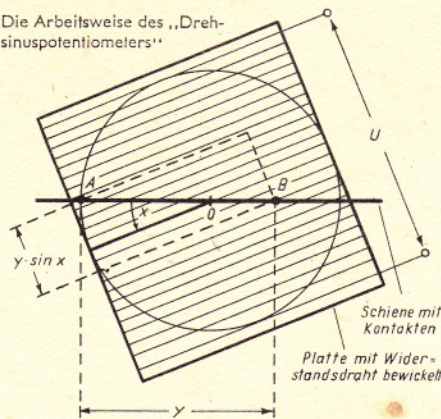 Die Arbeitsweise des „Dreh-
sinuspotentiometers"
U
A
x
O
B
y·sin x
Schiene mit
Kontakten
Platte mit Wider=
standsdraht bewickelt
y